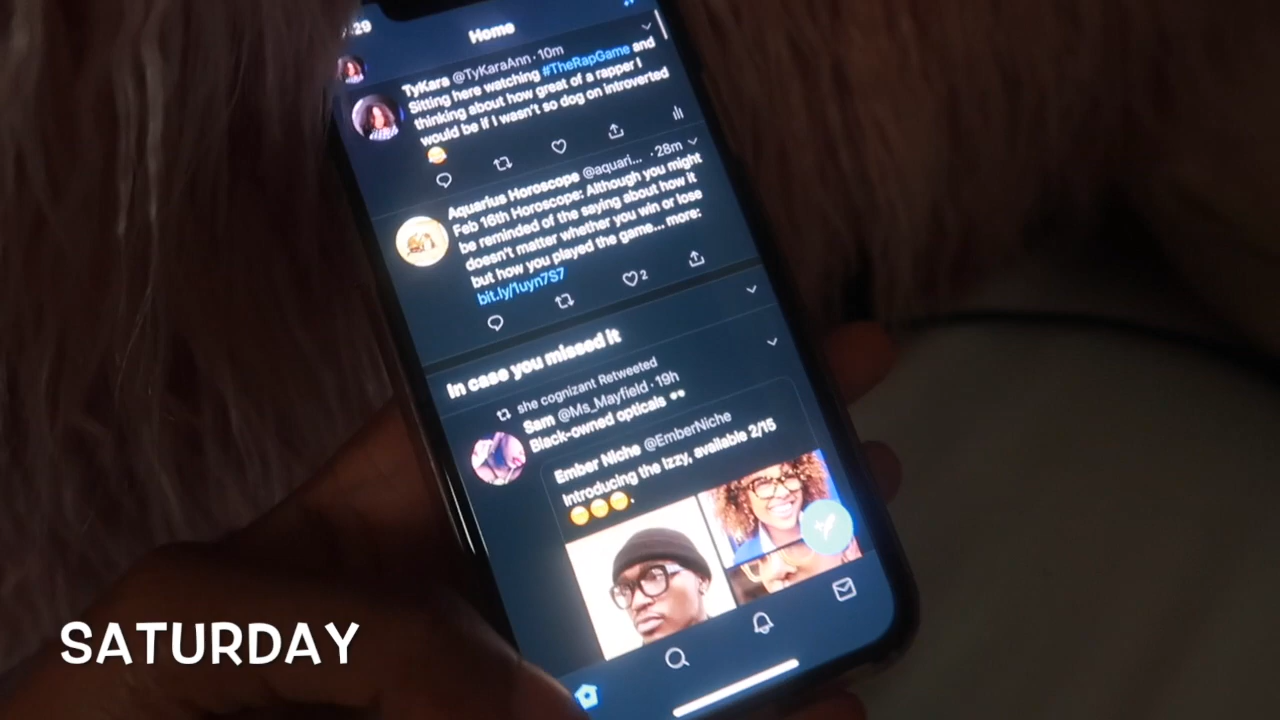 :29
Home
TyKara @TyKaraAnn · 10m
Sitting here watching #TheRapGame and
thinking about how great of a rapper I
would be if I wasn't so dog on introverted
😂
Aquarius Horoscope @aquari... · 28m
Feb 16th Horoscope: Although you might
be reminded of the saying about how it
doesn't matter whether you win or lose
but how you played the game... more:
bit.ly/1uyn7S7
2
In case you missed it
she cognizant Retweeted
Sam @Ms_Mayfield · 19h
Black-owned opticals 👀
Ember Niche @EmberNiche
Introducing the Izzy, available 2/15
.
SATURDAY